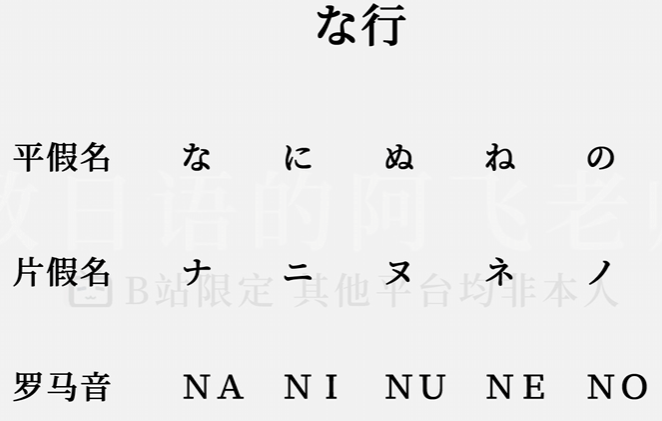 な行
平假名 な に ぬ ね の
教日语的阿飞老师
片假名 ナ ニ ヌ ネ ノ
B站限定 其他平台均非本人
罗马音 NA NI NU NE NO